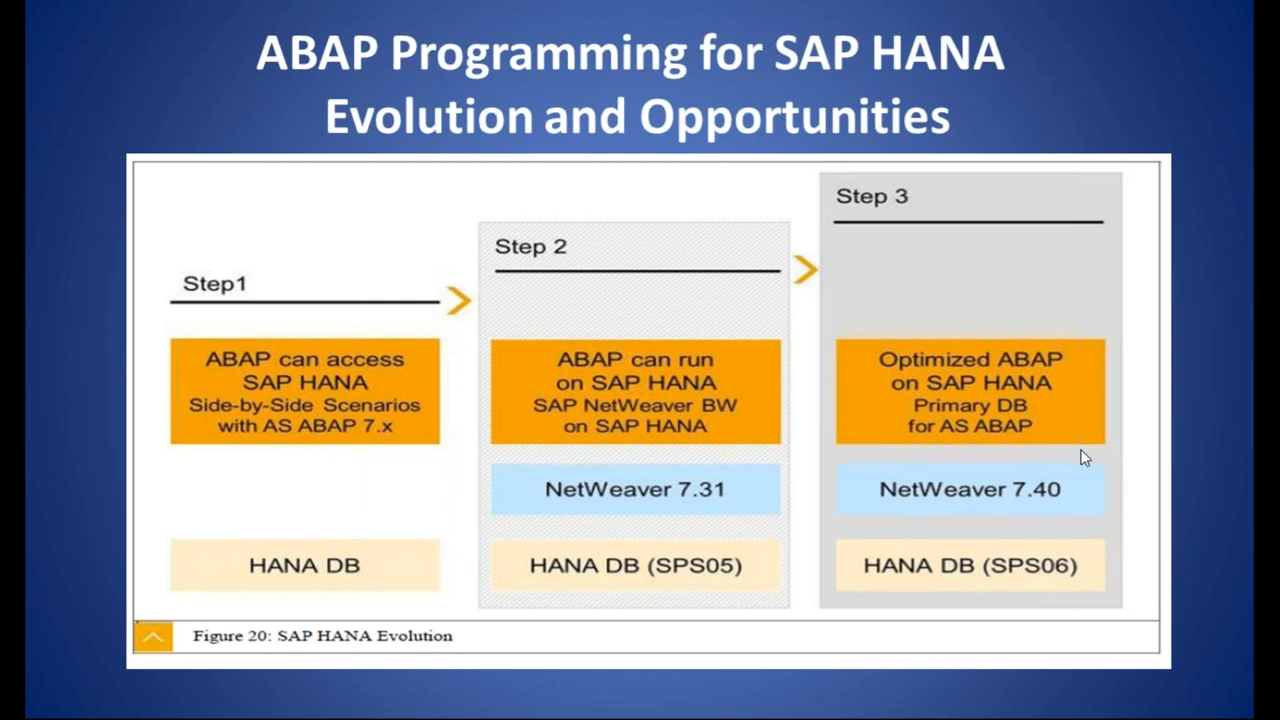 ABAP Programming for SAP HANA
Evolution and Opportunities
Step1
ABAP can access
SAP HANA
Side-by-Side Scenarios
with AS ABAP 7.x
HANA DB
Step 2
ABAP can run
on SAP HANA
SAP NetWeaver BW
on SAP HANA
NetWeaver 7.31
HANA DB (SPS05)
Step 3
Optimized ABAP
on SAP HANA
Primary DB
for AS ABAP
NetWeaver 7.40
HANA DB (SPS06)
Figure 20: SAP HANA Evolution